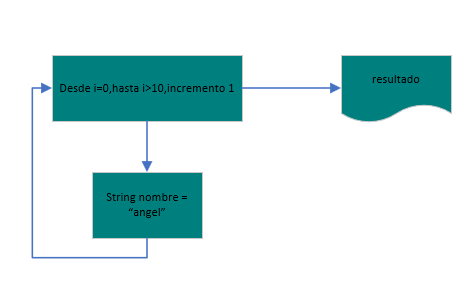 Desde i=0,hasta i>10,incremento 1
resultado
String nombre =
“angel”